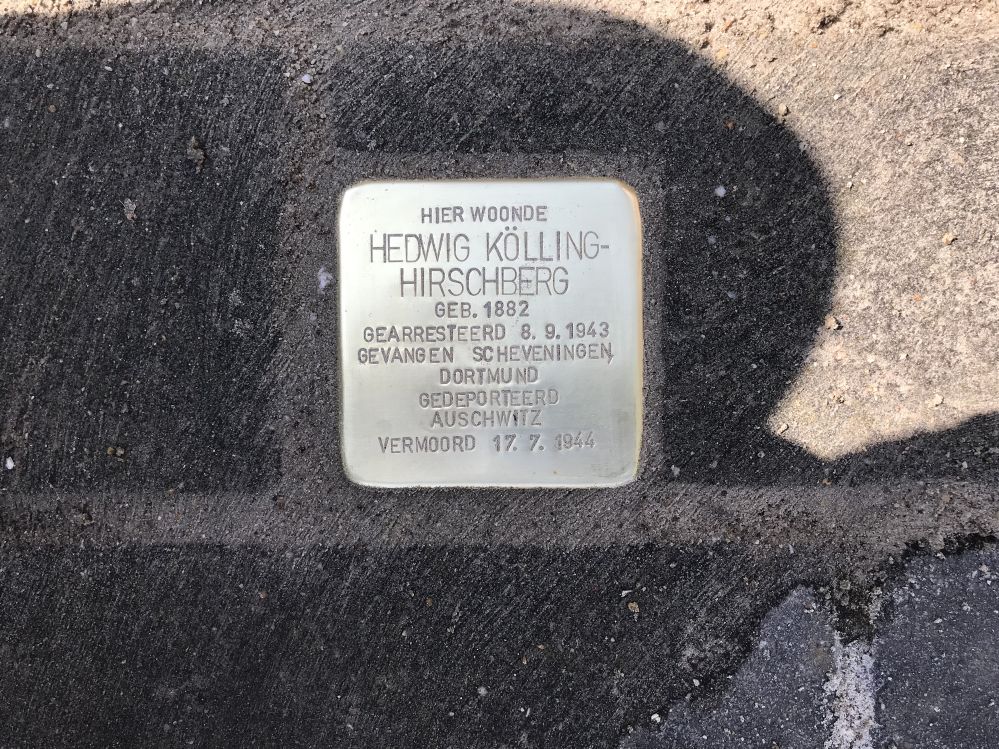 HIER WOONDE
HEDWIG KÖLLING-
HIRSCHBERG
GEB. 1882
GEARRESTEERD 8.9.1943
GEVANGEN SCHEVENINGEN,
DORTMUND
GEDEPORTEERD
AUSCHWITZ
VERMOORD 17.7.1944